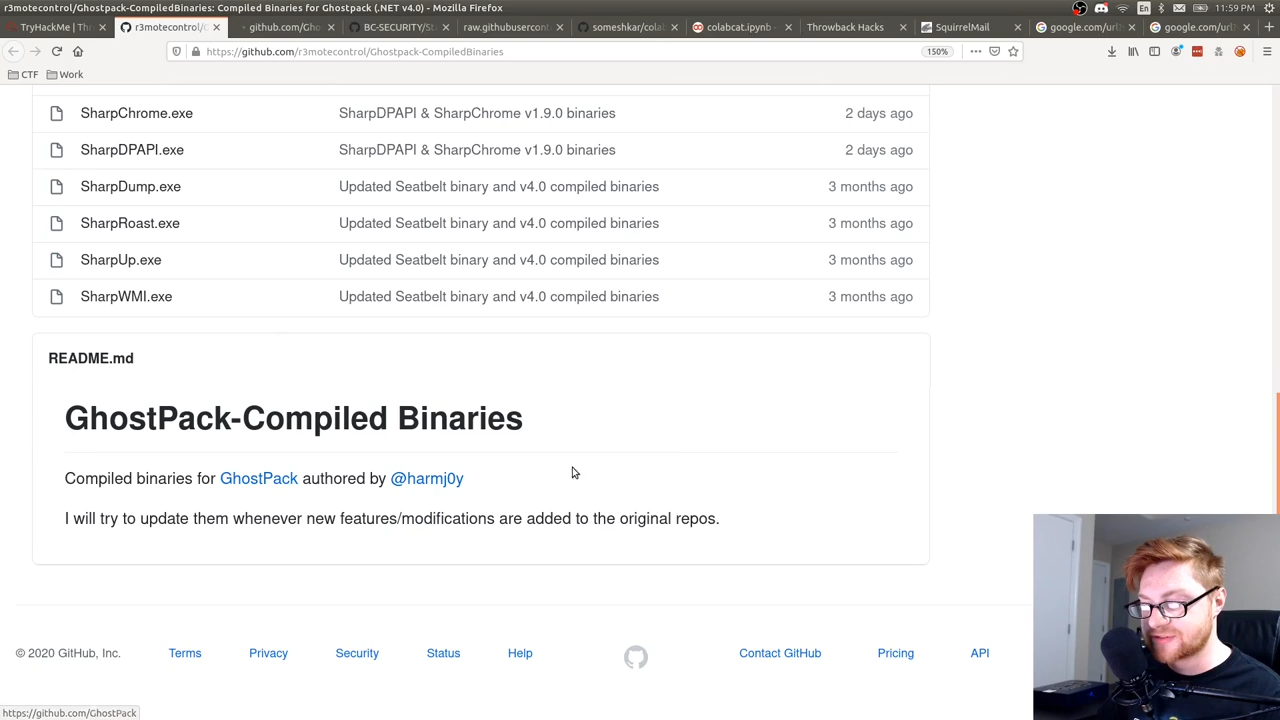 r3motecontrol/Ghostpack-CompiledBinaries: Compiled Binaries for Ghostpack (.NET v4.0) - Mozilla Firefox
En
11:59 PM
TryHackMe | Thr
r3motecontrol/G
github.com/Gho
BC-SECURITY/St
raw.githubusercont
someshkar/colab
colabcat.ipynb -
Throwback Hacks
SquirrelMail
google.com/url?
google.com/url?
https://github.com/r3motecontrol/Ghostpack-CompiledBinaries
150%
CTF
Work
SharpChrome.exe SharpDPAPI & SharpChrome v1.9.0 binaries 2 days ago
SharpDPAPI.exe SharpDPAPI & SharpChrome v1.9.0 binaries 2 days ago
SharpDump.exe Updated Seatbelt binary and v4.0 compiled binaries 3 months ago
SharpRoast.exe Updated Seatbelt binary and v4.0 compiled binaries 3 months ago
SharpUp.exe Updated Seatbelt binary and v4.0 compiled binaries 3 months ago
SharpWMI.exe Updated Seatbelt binary and v4.0 compiled binaries 3 months ago
README.md
GhostPack-Compiled Binaries
Compiled binaries for GhostPack authored by @harmj0y
I will try to update them whenever new features/modifications are added to the original repos.
© 2020 GitHub, Inc. Terms Privacy Security Status Help Contact GitHub Pricing API
https://github.com/GhostPack